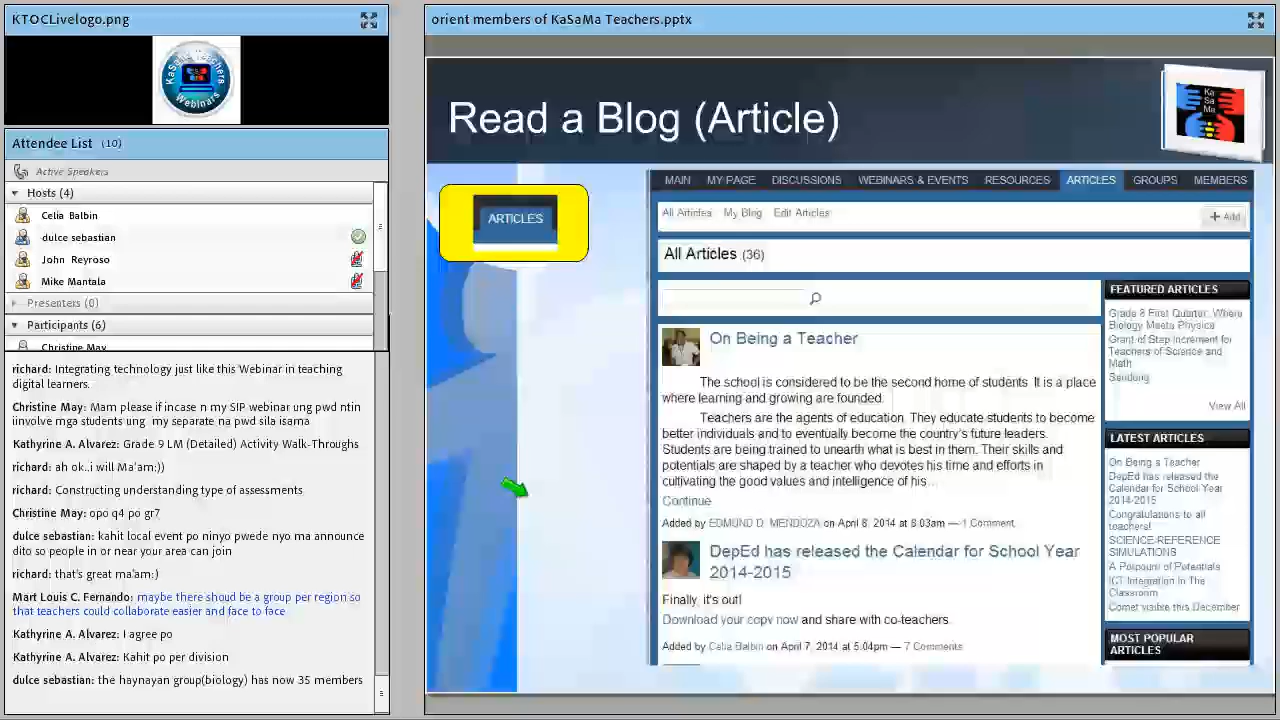 KTOCLivelogo.png
KaSaMa Teachers
Webinars
Attendee List (10)
Active Speakers
Hosts (4)
Celia Balbin
dulce sebastian
John Reyroso
Mike Mantala
Presenters (0)
Participants (6)
Christine May
richard: Integrating technology just like this Webinar in teaching
digital learners.
Christine May: Mam please if incase n my SIP webinar ung pwd ntin
iinvolve mga students ung my separate na pwd sila isama
Kathyrine A. Alvarez: Grade 9 LM (Detailed) Activity Walk-Throughs
richard: ah ok..i will Ma'am:))
richard: Constructing understanding type of assessments
Christine May: opo q4 po gr7
dulce sebastian: kahit local event po ninyo pwede nyo ma announce
dito so people in or near your area can join
richard: that's great ma'am:)
Mart Louis C. Fernando: maybe there shoud be a group per region so
that teachers could collaborate easier and face to face
Kathyrine A. Alvarez: I agree po
Kathyrine A. Alvarez: Kahit po per division
dulce sebastian: the haynayan group(biology) has now 35 members
orient members of KaSaMa Teachers.pptx
Read a Blog (Article)
Ka
Sa
Ma
ARTICLES
MAIN MY PAGE DISCUSSIONS WEBINARS & EVENTS RESOURCES ARTICLES GROUPS MEMBERS
All Articles My Blog Edit Articles
+ Add
All Articles (36)
On Being a Teacher
The school is considered to be the second home of students. It is a place
where learning and growing are founded.
Teachers are the agents of education. They educate students to become
better individuals and to eventually become the country's future leaders.
Students are being trained to unearth what is best in them. Their skills and
potentials are shaped by a teacher who devotes his time and efforts in
cultivating the good values and intelligence of his...
Continue
Added by EDMUND D. MENDOZA on April 8, 2014 at 8:03am — 1 Comment
DepEd has released the Calendar for School Year
2014-2015
Finally, it's out!
Download your copy now and share with co-teachers.
Added by Celia Balbin on April 7, 2014 at 5:04pm — 7 Comments
FEATURED ARTICLES
Grade 8 First Quarter: Where
Biology Meets Physics
Grant of Step Increment for
Teachers of Science and
Math
Sendong
View All
LATEST ARTICLES
On Being a Teacher
DepEd has released the
Calendar for School Year
2014-2015
Congratulations to all
teachers!
SCIENCE-REFERENCE
SIMULATIONS
A Potpourri of Potentials
ICT Integration In The
Classroom
Comet visible this December
MOST POPULAR
ARTICLES